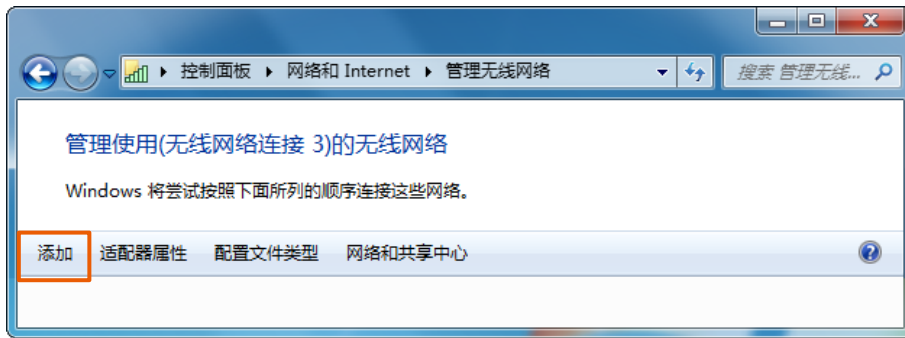 控制面板 网络和 Internet 管理无线网络 搜索 管理无线...
管理使用(无线网络连接 3)的无线网络
Windows 将尝试按照下面所列的顺序连接这些网络。
添加 适配器属性 配置文件类型 网络和共享中心